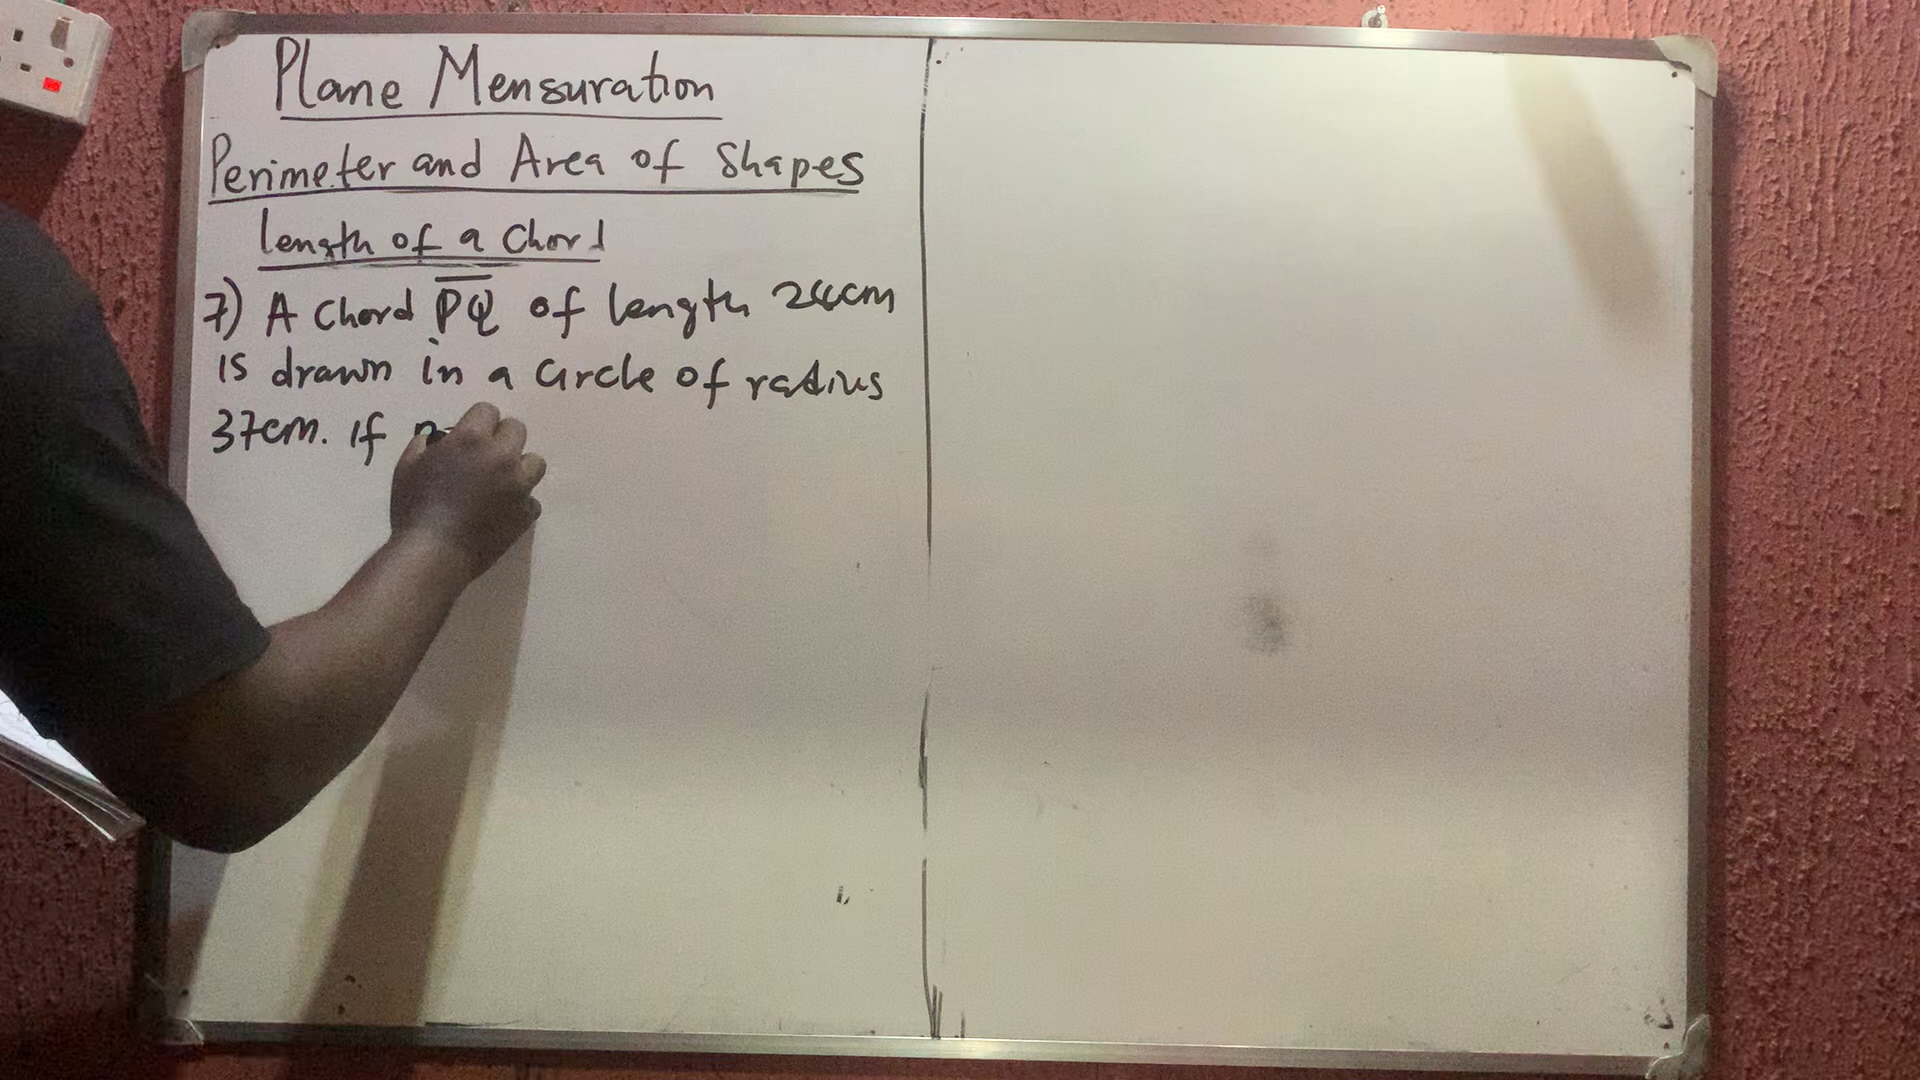 Plane Mensuration
Perimeter and Area of Shapes
length of a Chord
7) A Chord PQ of length 24cm
is drawn in a circle of radius
37cm. If